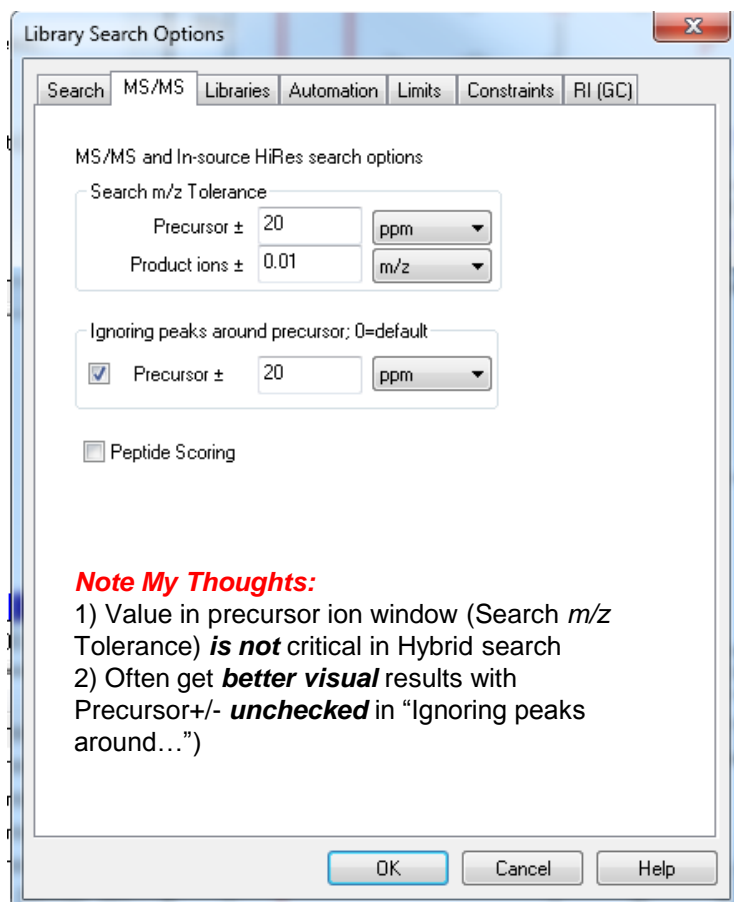 Library Search Options
Search MS/MS Libraries Automation Limits Constraints RI (GC)
MS/MS and In-source HiRes search options
Search m/z Tolerance
Precursor ± 20 ppm
Product ions ± 0.01 m/z
Ignoring peaks around precursor; 0=default
Precursor ± 20 ppm
Peptide Scoring
Note My Thoughts:
1) Value in precursor ion window (Search m/z
Tolerance) is not critical in Hybrid search
2) Often get better visual results with
Precursor+/- unchecked in “Ignoring peaks
around…”)
OK Cancel Help